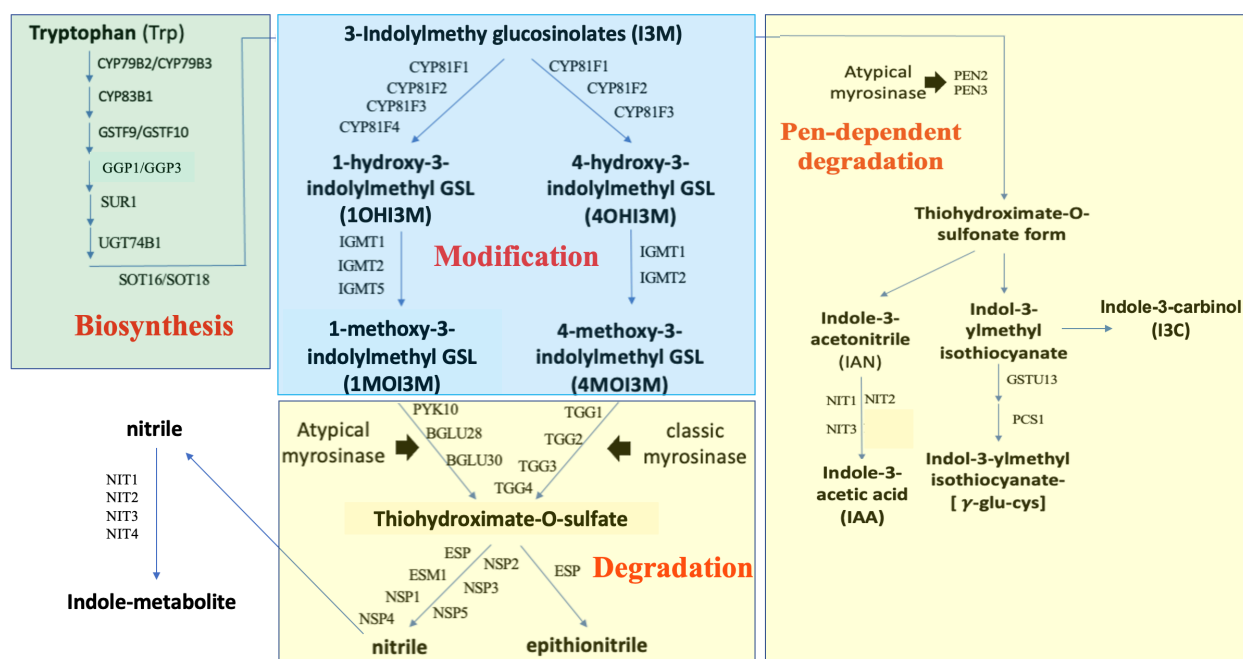 Tryptophan (Trp)
CYP79B2/CYP79B3
CYP83B1
GSTF9/GSTF10
GGP1/GGP3
SUR1
UGT74B1
SOT16/SOT18
Biosynthesis
3-Indolylmethy glucosinolates (I3M)
CYP81F1
CYP81F2
CYP81F3
CYP81F4
CYP81F1
CYP81F2
CYP81F3
1-hydroxy-3-
indolylmethyl GSL
(1OHI3M)
4-hydroxy-3-
indolylmethyl GSL
(4OHI3M)
IGMT1
IGMT2
IGMT5
Modification
IGMT1
IGMT2
1-methoxy-3-
indolylmethyl GSL
(1MOI3M)
4-methoxy-3-
indolylmethyl GSL
(4MOI3M)
Atypical
myrosinase
PYK10
BGLU28
BGLU30
TGG1
TGG2
TGG3
TGG4
classic
myrosinase
Thiohydroximate-O-sulfate
Degradation
ESP
ESM1
NSP1
NSP4
NSP2
NSP3
NSP5
ESP
nitrile
epithionitrile
nitrile
NIT1
NIT2
NIT3
NIT4
Indole-metabolite
Atypical
myrosinase
PEN2
PEN3
Pen-dependent
degradation
Thiohydroximate-O-
sulfonate form
Indole-3-
acetonitrile
(IAN)
Indol-3-
ylmethyl
isothiocyanate
Indole-3-carbinol
(I3C)
NIT1
NIT2
NIT3
GSTU13
PCS1
Indole-3-
acetic acid
(IAA)
Indol-3-ylmethyl
isothiocyanate-
[ γ-glu-cys]